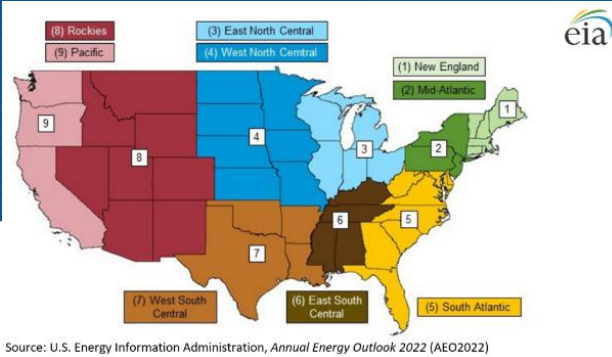 eia
(8) Rockies
(9) Pacific
(3) East North Central
(4) West North Central
(1) New England
(2) Mid-Atlantic
1
9
2
4
3
8
6
5
7
(7) West South
Central
(6) East South
Central
(5) South Atlantic
Source: U.S. Energy Information Administration, Annual Energy Outlook 2022 (AEO2022)